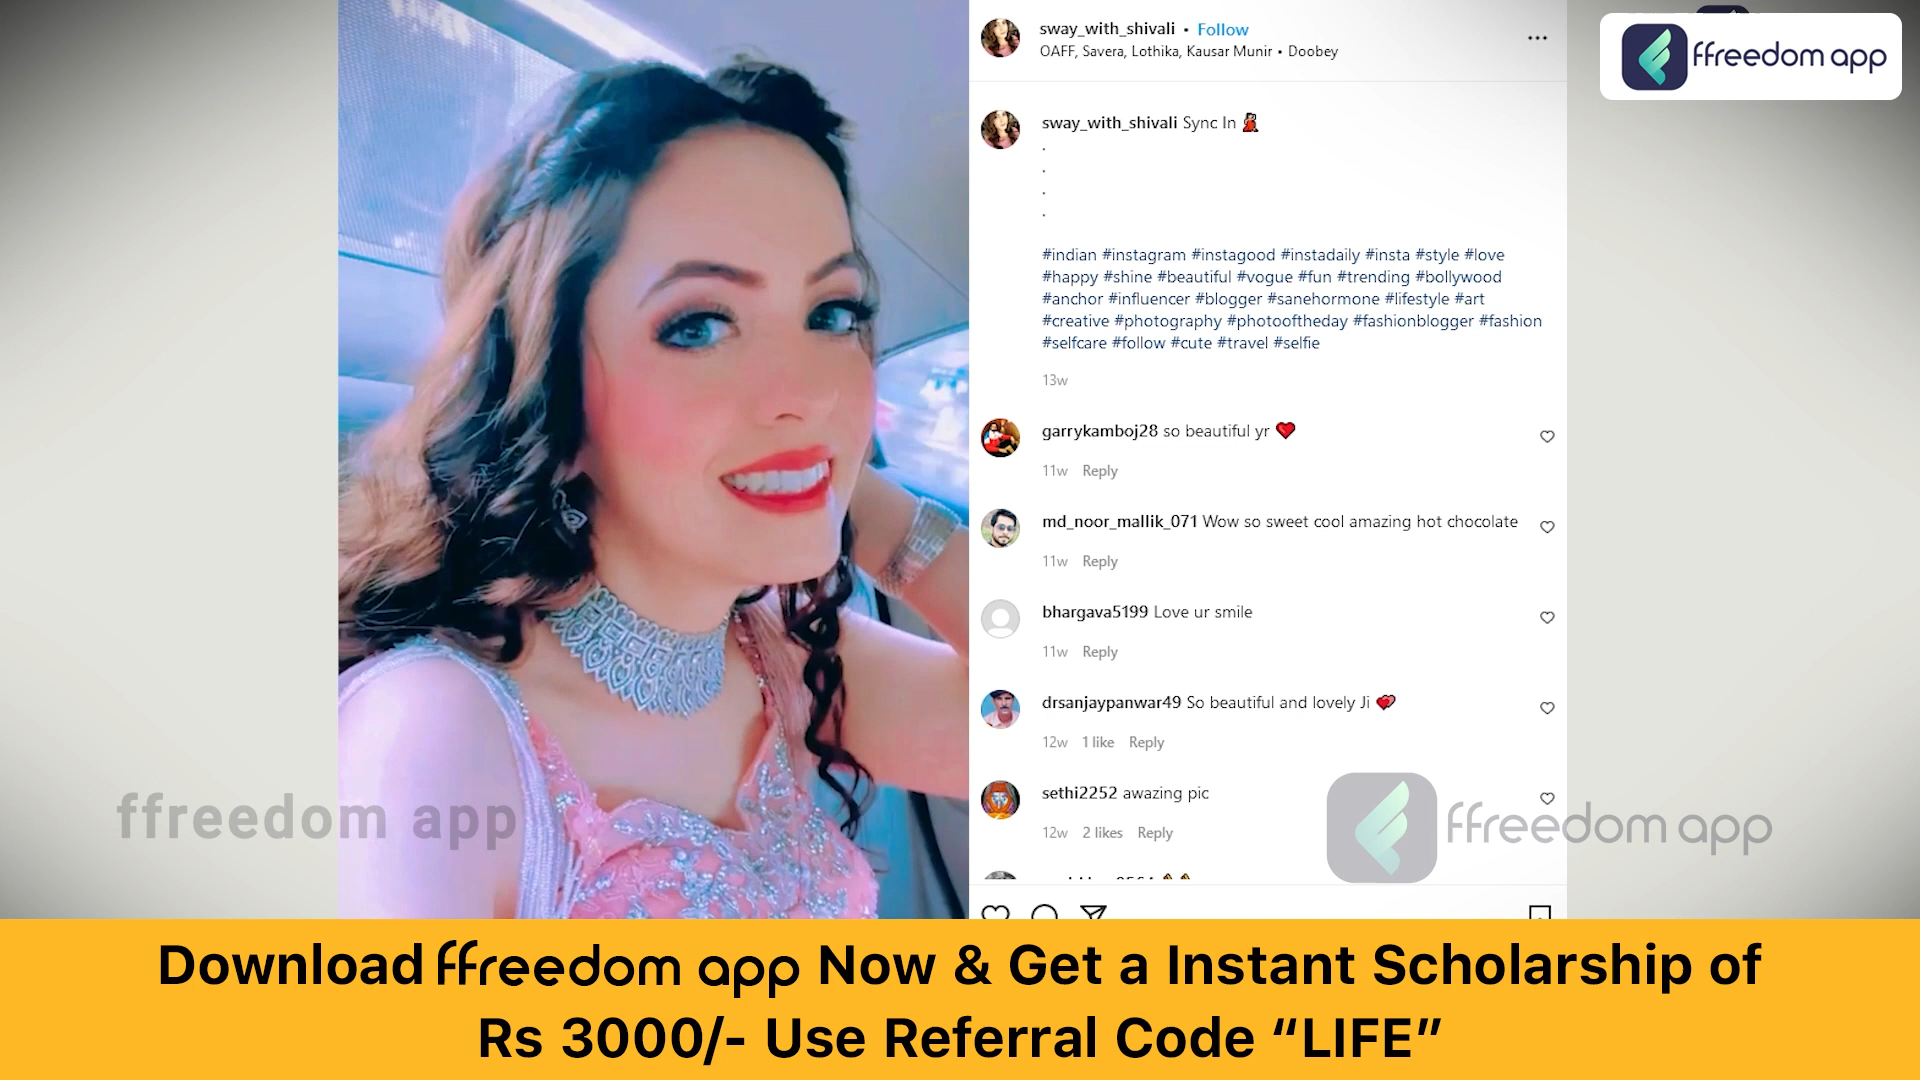 sway_with_shivali • Follow
OAFF, Savera, Lothika, Kausar Munir • Doobey
ffreedom app
sway_with_shivali Sync In
.
.
.
.
#indian #instagram #instagood #instadaily #insta #style #love
#happy #shine #beautiful #vogue #fun #trending #bollywood
#anchor #influencer #blogger #sanehormone #lifestyle #art
#creative #photography #photooftheday #fashionblogger #fashion
#selfcare #follow #cute #travel #selfie
13w
garrykamboj28 so beautiful yr
11w Reply
md_noor_mallik_071 Wow so sweet cool amazing hot chocolate
11w Reply
bhargava5199 Love ur smile
11w Reply
drsanjaypanwar49 So beautiful and lovely Ji
12w 1 like Reply
sethi2252 awazing pic
12w 2 likes Reply
ffreedom app
ffreedom app
Download ffreedom app Now & Get a Instant Scholarship of
Rs 3000/- Use Referral Code “LIFE”